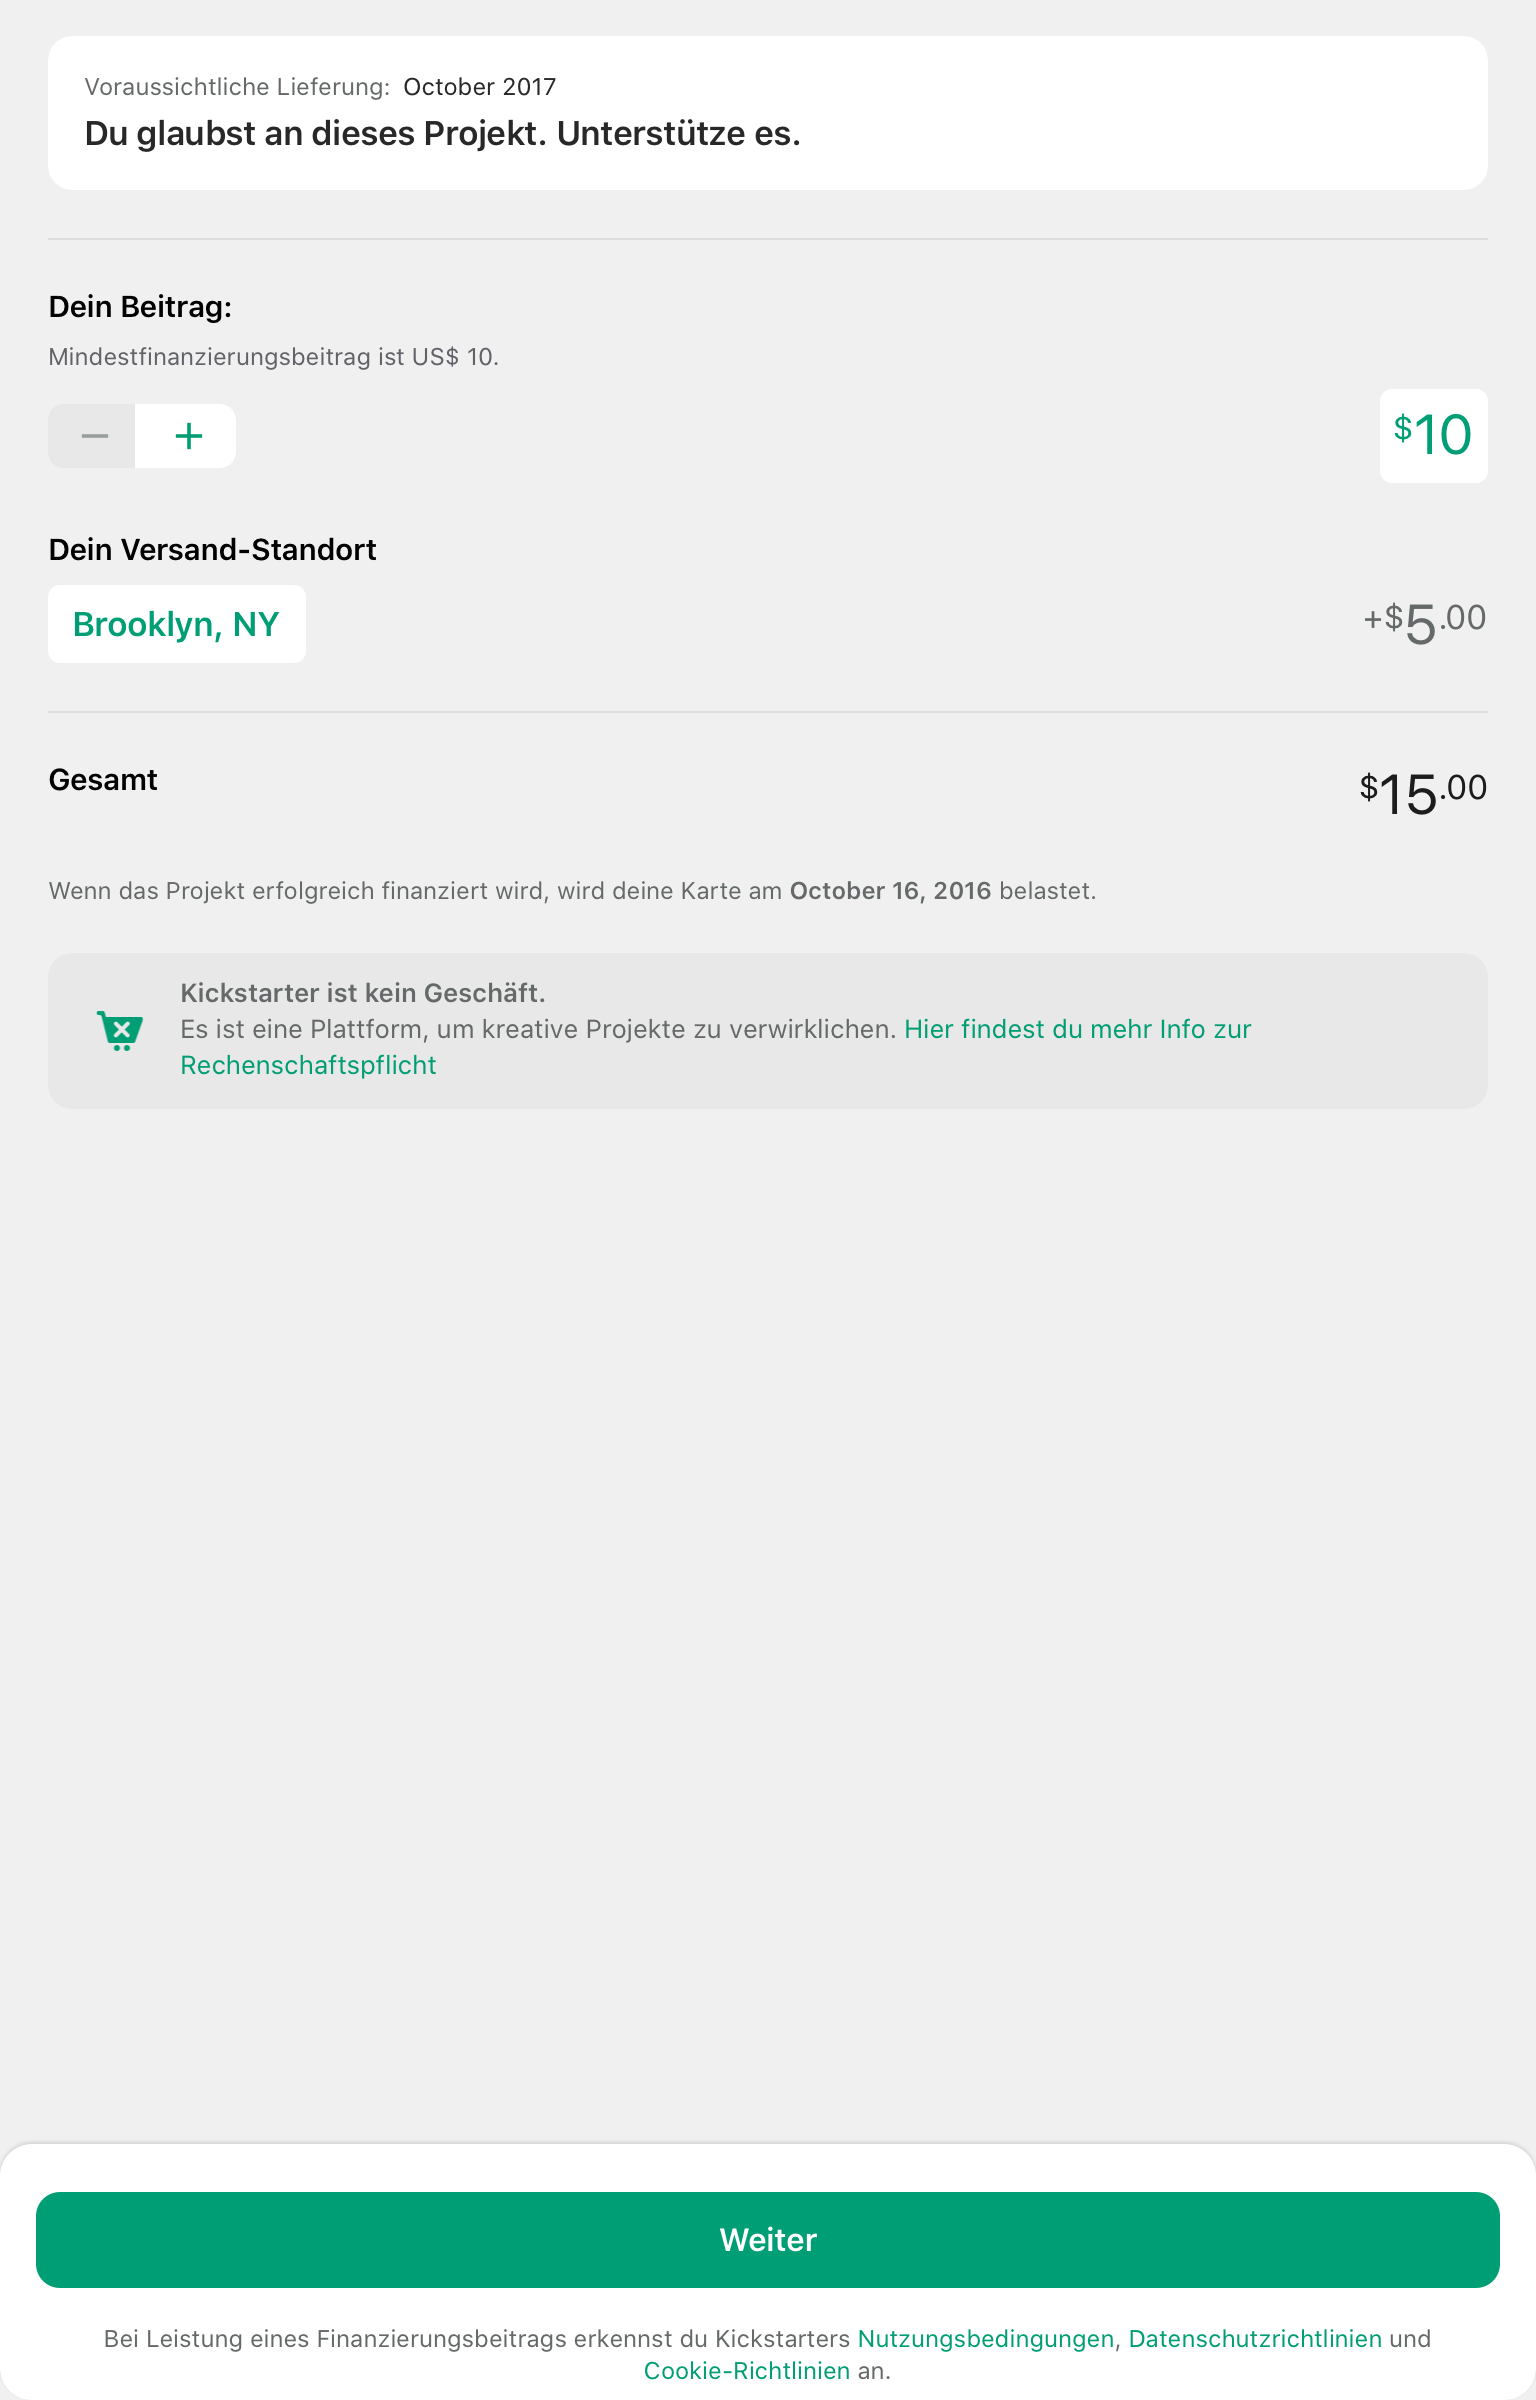 Voraussichtliche Lieferung: October 2017
Du glaubst an dieses Projekt. Unterstütze es.
Dein Beitrag:
Mindestfinanzierungsbeitrag ist US$ 10.
$10
Dein Versand-Standort
Brooklyn, NY
+$5.00
Gesamt
$15.00
Wenn das Projekt erfolgreich finanziert wird, wird deine Karte am October 16, 2016 belastet.
Kickstarter ist kein Geschäft.
Es ist eine Plattform, um kreative Projekte zu verwirklichen. Hier findest du mehr Info zur
Rechenschaftspflicht
Weiter
Bei Leistung eines Finanzierungsbeitrags erkennst du Kickstarters Nutzungsbedingungen, Datenschutzrichtlinien und
Cookie-Richtlinien an.